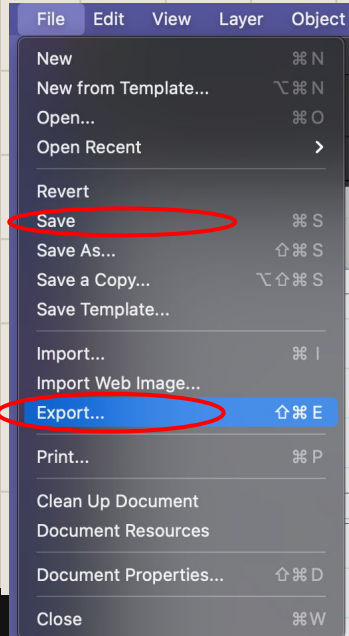 File Edit View Layer Object
New ⌘ N
New from Template... ⌥⌘ N
Open... ⌘ O
Open Recent >
Revert
Save ⌘ S
Save As... ⇧⌘ S
Save a Copy... ⌥⇧⌘ S
Save Template...
Import... ⌘ I
Import Web Image...
Export... ⇧⌘ E
Print... ⌘ P
Clean Up Document
Document Resources
Document Properties... ⇧⌘ D
Close ⌘ W